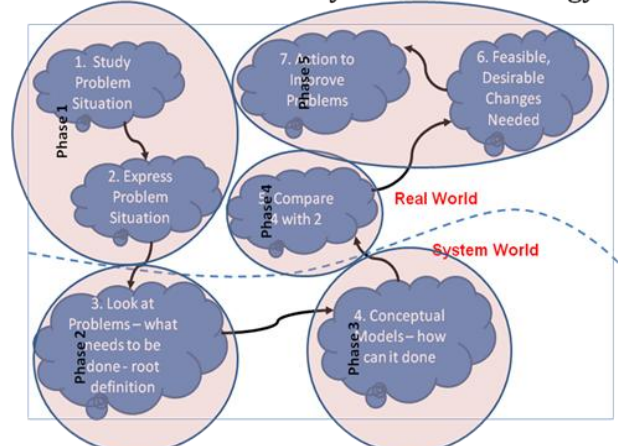 1. Study
Problem
Situation
Phase 1
2. Express
Problem
Situation
3. Look at
Problems – what
needs to be
done - root
definition
Phase 2
4. Conceptual
Models – how
can it done
Phase 3
5. Compare
4 with 2
Phase 4
6. Feasible,
Desirable
Changes
Needed
7. Action to
Improve
Problems
Phase 5
Real World
System World